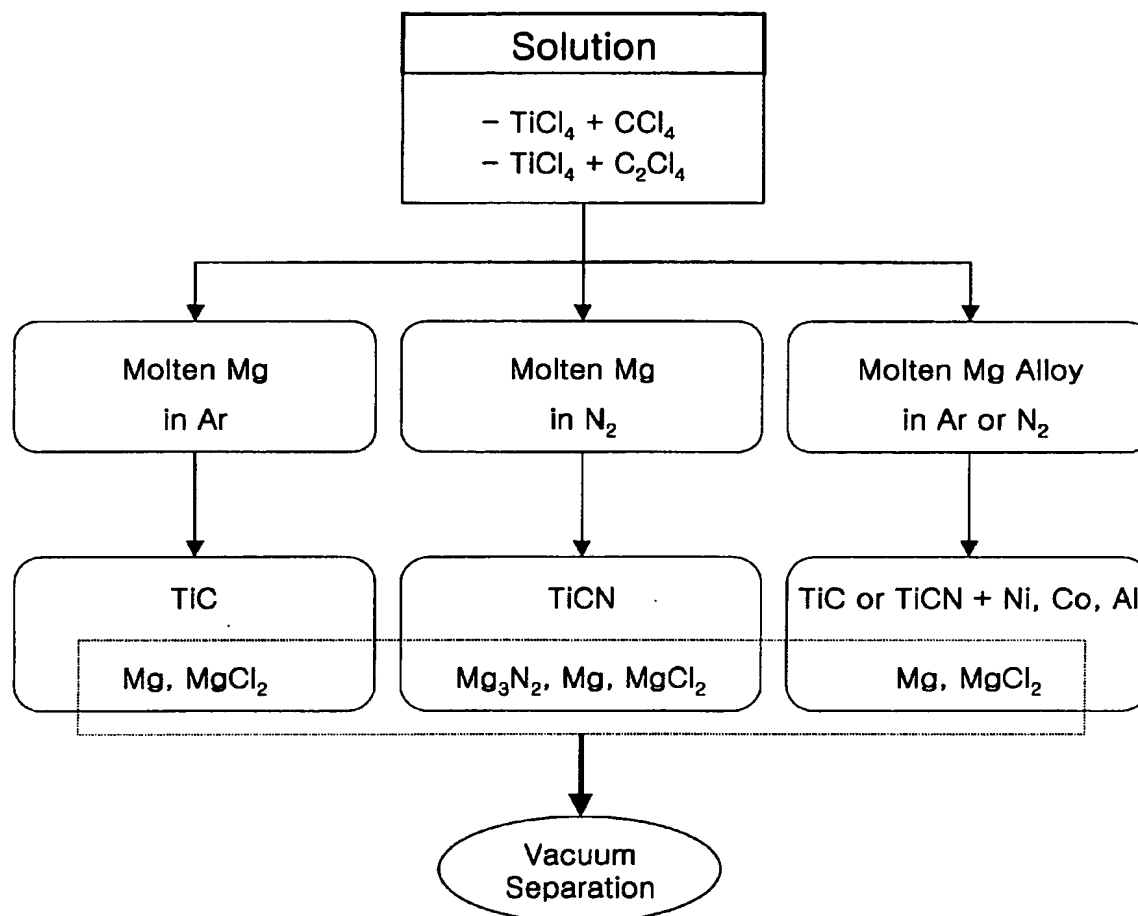 Solution
– TiCl₄ + CCl₄
– TiCl₄ + C₂Cl₄
Molten Mg
in Ar
Molten Mg
in N₂
Molten Mg Alloy
in Ar or N₂
TiC
Mg, MgCl₂
TiCN
Mg₃N₂, Mg, MgCl₂
TiC or TiCN + Ni, Co, Al
Mg, MgCl₂
Vacuum
Separation